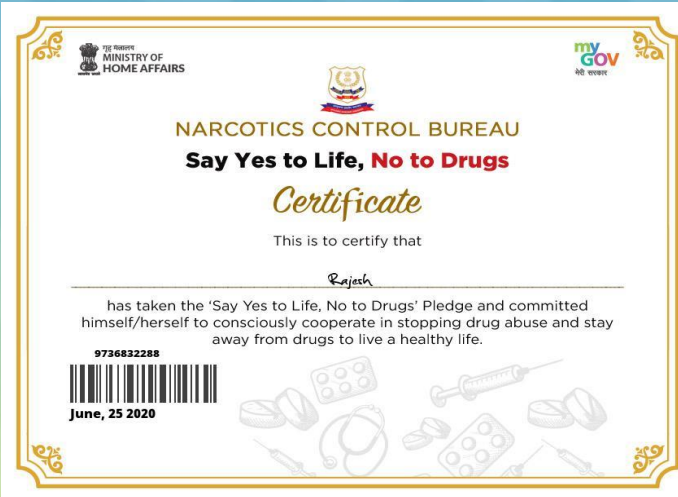 गृह मंत्रालय
MINISTRY OF
HOME AFFAIRS
my
GOV
मेरी सरकार
NARCOTICS CONTROL BUREAU
Say Yes to Life, No to Drugs
Certificate
This is to certify that
Rajesh
has taken the ‘Say Yes to Life, No to Drugs’ Pledge and committed
himself/herself to consciously cooperate in stopping drug abuse and stay
away from drugs to live a healthy life.
9736832288
June, 25 2020